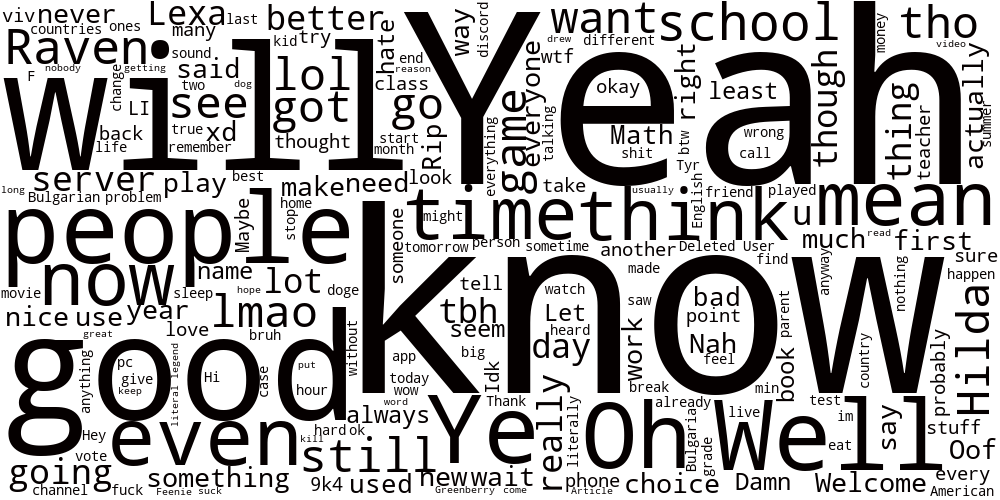 viv never Lexa last better way discord want school money tho
countries ones many kid try hate wtf drew different video
Raven sound lol end everyone
F nobody getting said reason okay right least actually
Will Yeah
change two dog class game though thing summer
LI see got go Math wrong teacher
back true xd thought start Rip everything talking shit btw call
life remember month
server play best make need look take usually Tyr friend played
long Bulgarian problem home time think English u mean
people Maybe stop someone might
tomorrow person sometime another Deleted User much read first
now name lot tell made find anyway sure
movie sleep hope doge know nothing happen
nice use year lmao tbh watch saw bad
great love seem Let point parent Hilda
good bruh without big heard Nah country
anything pc literal legend put app day work feel book probably
give Hi case today Idk break min
keep hour wow
word Thank already test
Hey even always Ye really Oh live im say stuff
vote kill hard ok still literally Bulgaria Well eat Oof
going something new wait phone grade choice Damn Welcome every
channel fuck Feenie suck 9k4 used Greenberry come Article American